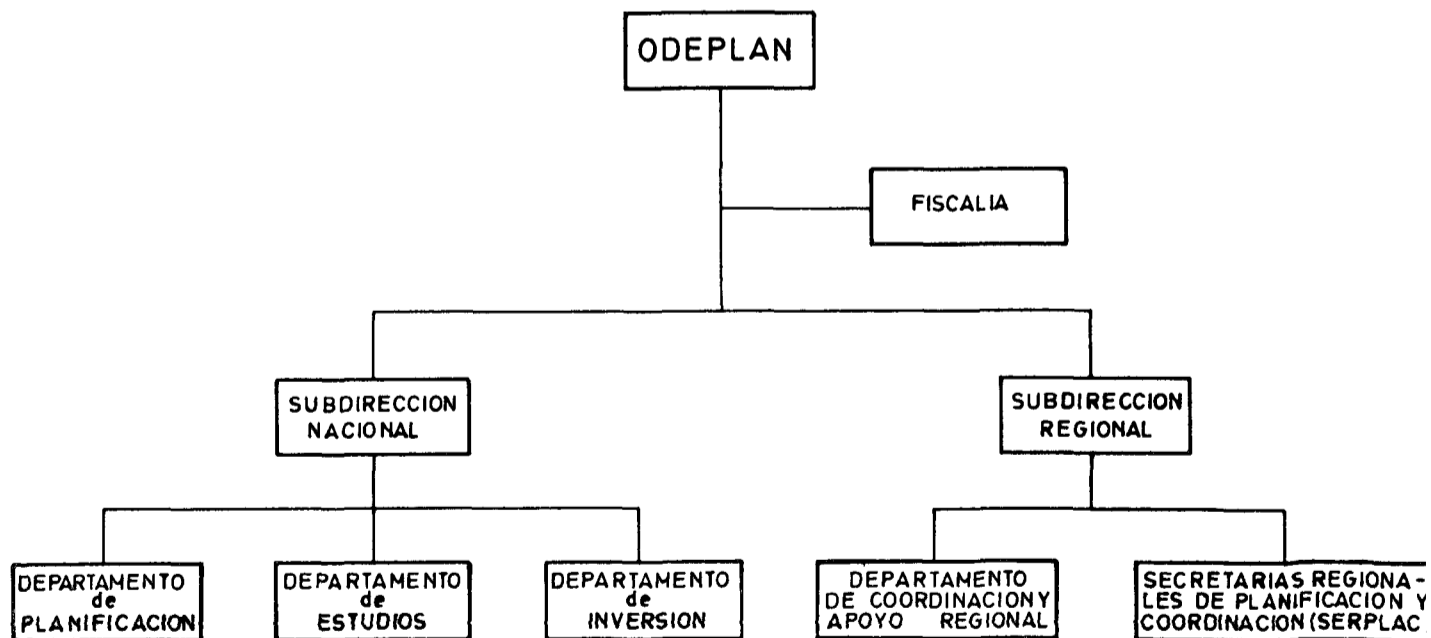 ODEPLAN
FISCALIA
SUBDIRECCION
NACIONAL
SUBDIRECCION
REGIONAL
DEPARTAMENTO
de
PLANIFICACION
DEPARTAMENTO
de
ESTUDIOS
DEPARTAMENTO
de
INVERSION
DEPARTAMENTO
DE COORDINACION Y
APOYO REGIONAL
SECRETARIAS REGIONA-
LES DE PLANIFICACION Y
COORDINACION (SERPLAC